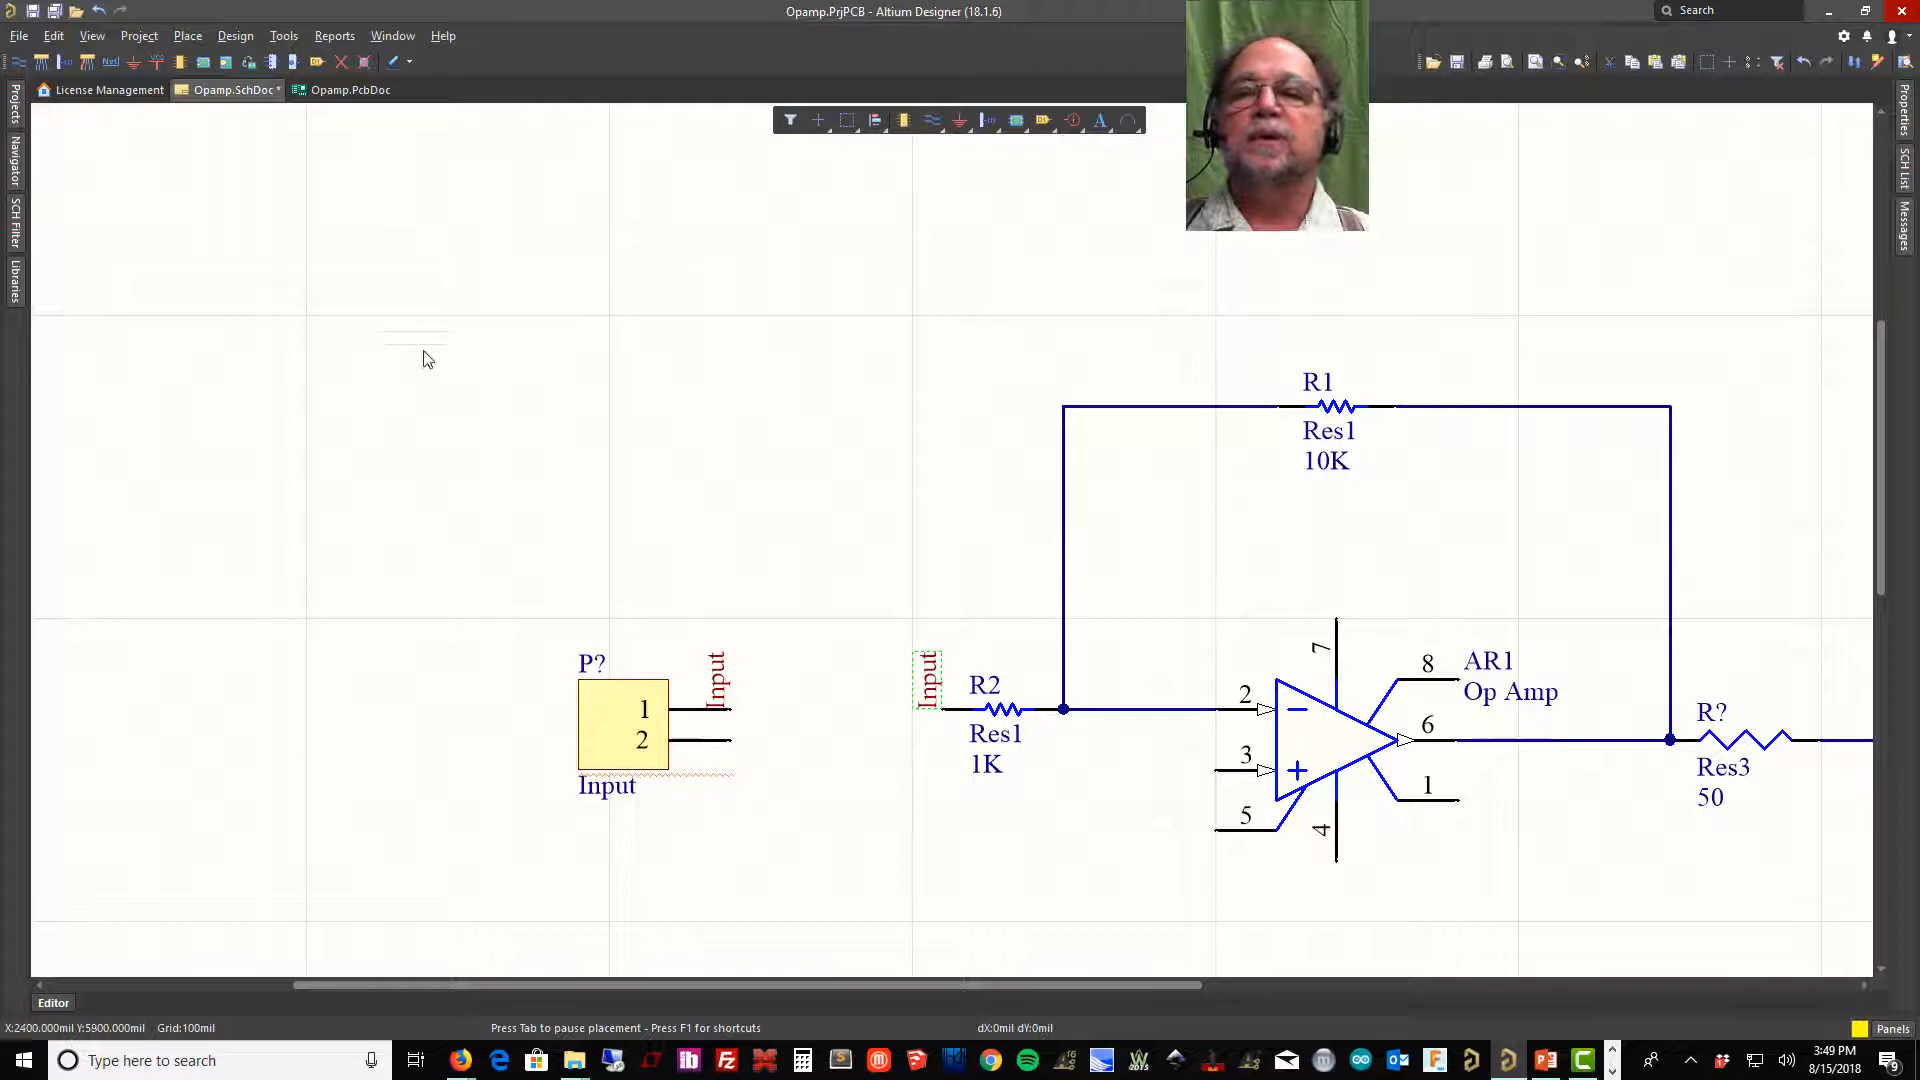 Opamp.PrjPCB - Altium Designer (18.1.6)
Search
File Edit View Project Place Design Tools Reports Window Help
Net
License Management
Opamp.SchDoc *
Opamp.PcbDoc
Projects
Navigator
SCH Filter
Libraries
Properties
SCH List
Messages
A
R1
Res1
10K
P?
1
2
Input
Input
Input
R2
Res1
1K
2
3
5
7
4
8
6
1
AR1
Op Amp
R?
Res3
50
Editor
X:2400.000mil Y:5900.000mil Grid:100mil
Press Tab to pause placement - Press F1 for shortcuts
dX:0mil dY:0mil
Panels
Type here to search
3:49 PM
8/15/2018
9